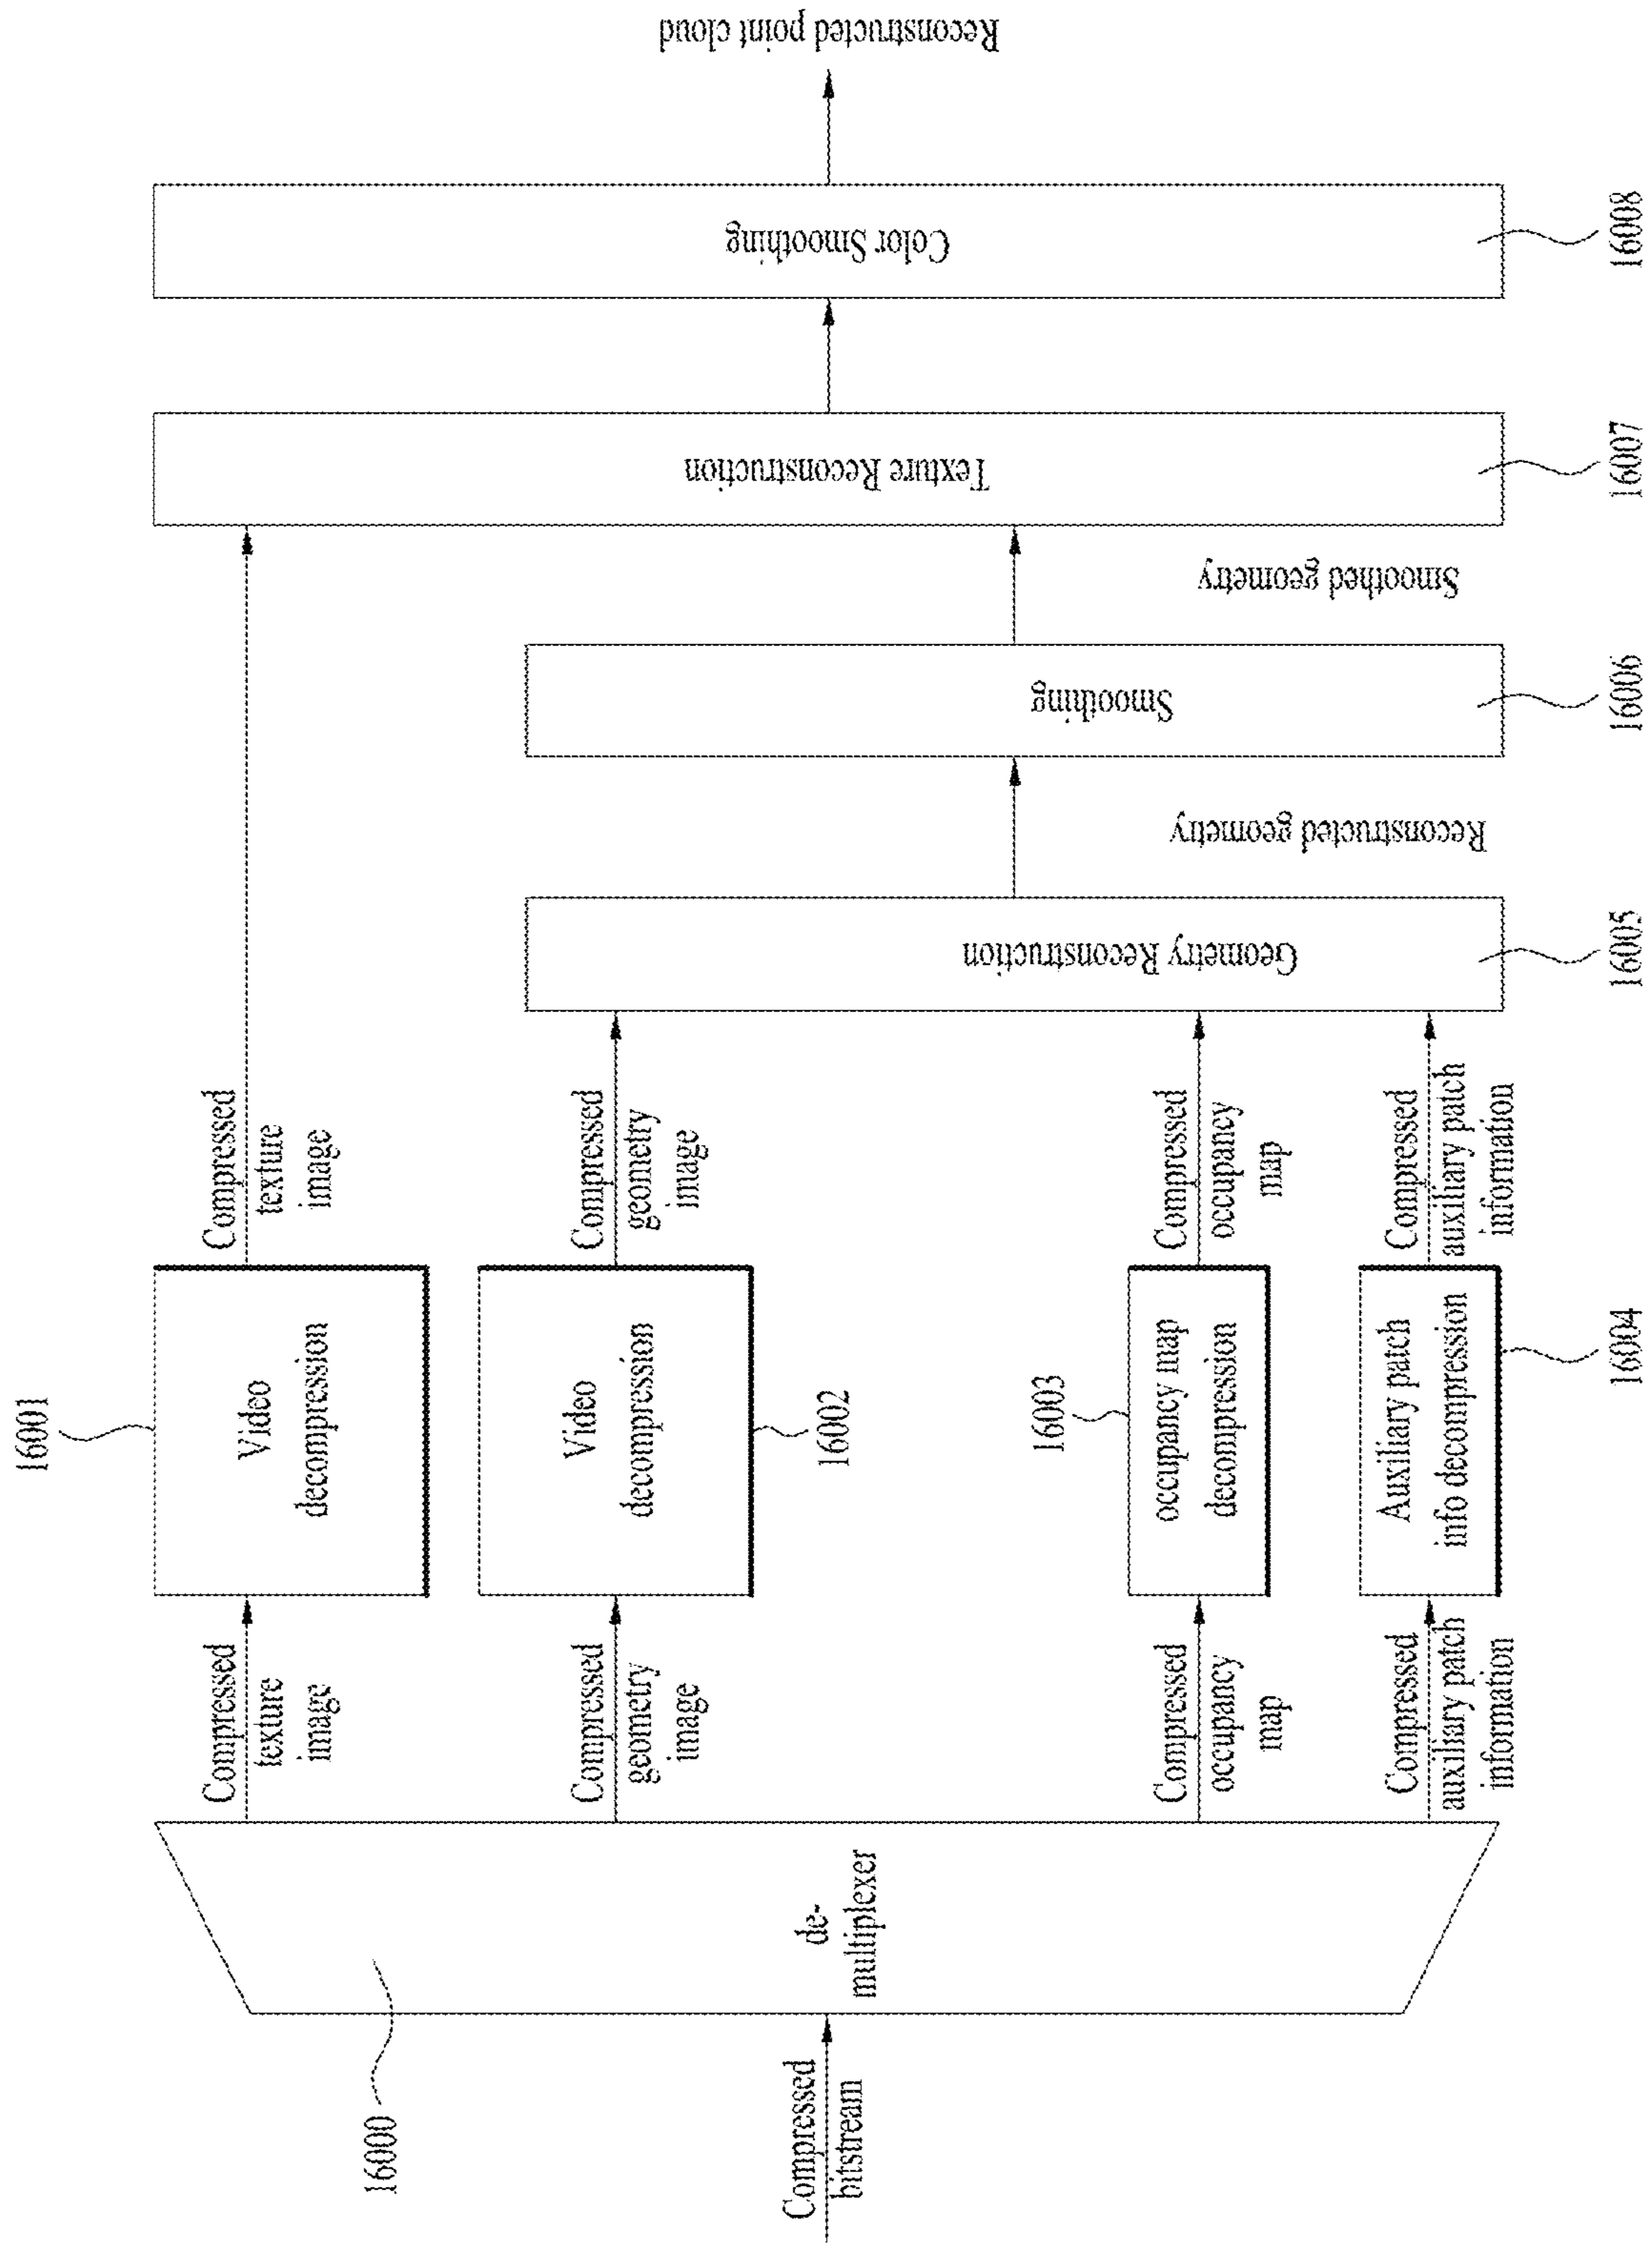 16000
Compressed
bitstream
de-
multiplexer
Compressed
texture
image
Compressed
geometry
image
Compressed
occupancy
map
Compressed
auxiliary patch
information
16001
Video
decompression
16002
Video
decompression
16003
occupancy map
decompression
16004
Auxiliary patch
info decompression
Compressed
texture
image
Compressed
geometry
image
Compressed
occupancy
map
Compressed
auxiliary patch
information
Geometry Reconstruction
16005
Reconstructed geometry
Smoothing
16006
Smoothed geometry
Texture Reconstruction
16007
Color Smoothing
16008
Reconstructed point cloud